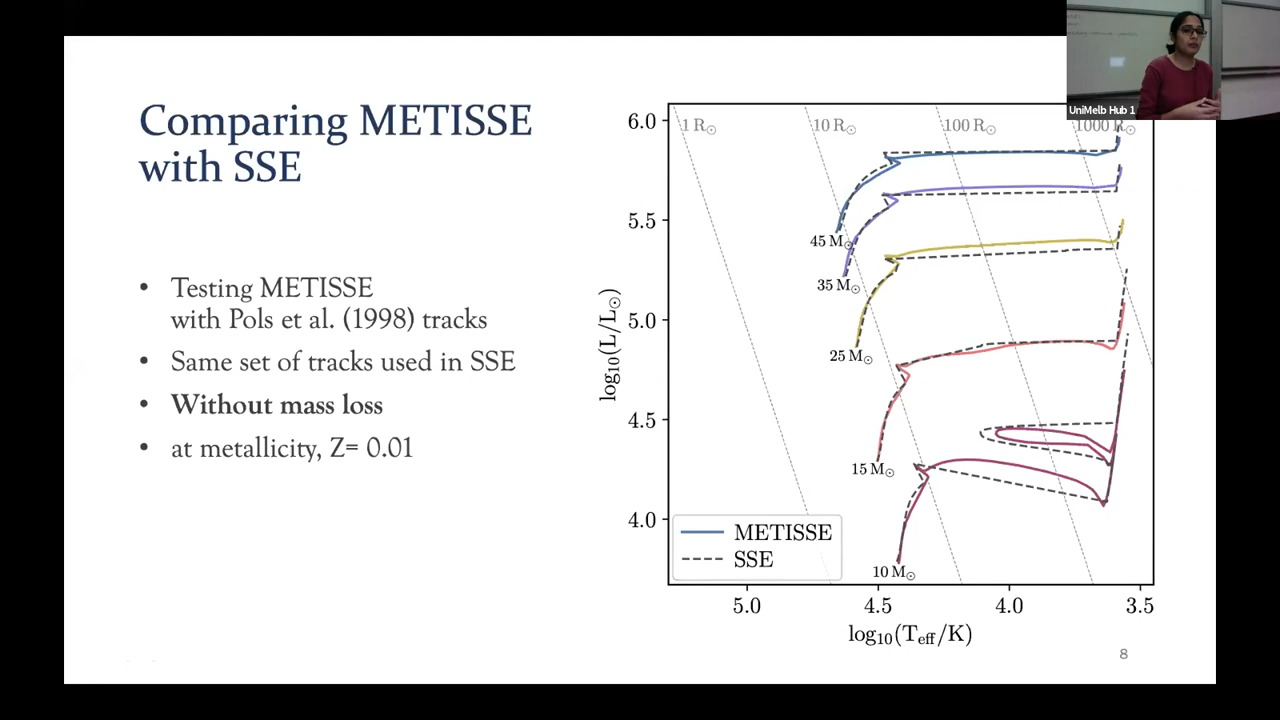 Comparing METISSE
with SSE
• Testing METISSE
with Pols et al. (1998) tracks
• Same set of tracks used in SSE
• Without mass loss
• at metallicity, Z= 0.01
UniMelb Hub 1
1 R⊙
10 R⊙
100 R⊙
1000 R⊙
6.0
5.5
5.0
4.5
4.0
log₁₀(L/L⊙)
45 M⊙
35 M⊙
25 M⊙
15 M⊙
10 M⊙
METISSE
SSE
5.0
4.5
4.0
3.5
log₁₀(Teff/K)
8